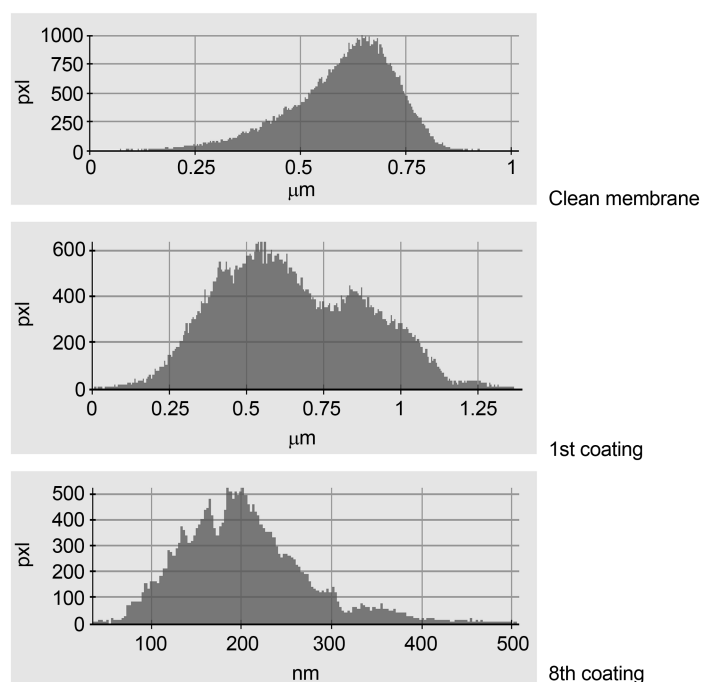 1000
750
500
250
0
pxl
0 0.25 0.5 0.75 1
μm
Clean membrane
600
400
200
0
pxl
0 0.25 0.5 0.75 1 1.25
μm
1st coating
500
400
300
200
100
0
pxl
100 200 300 400 500
nm
8th coating